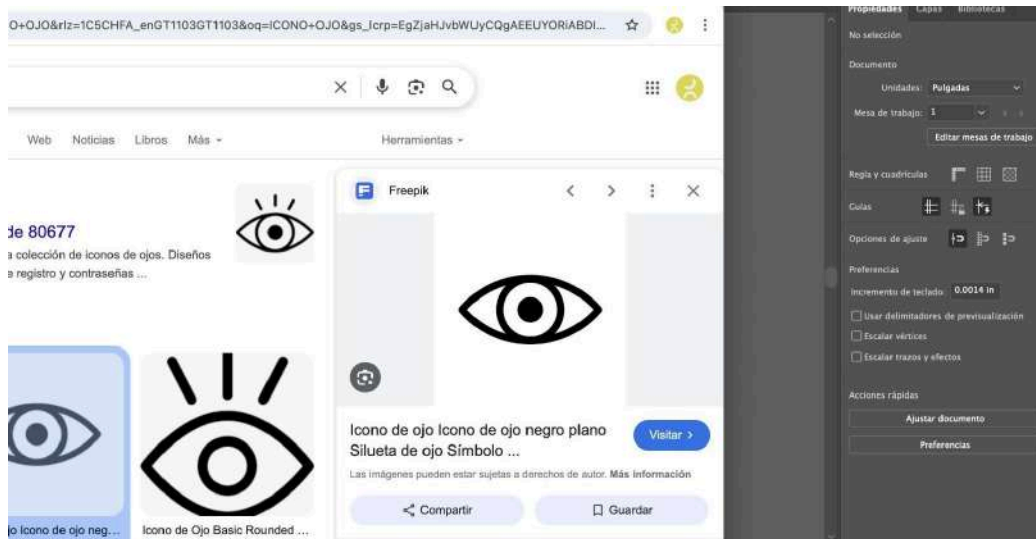 O+OJO&rlz=1C5CHFA_enGT1103GT1103&oq=ICONO+OJO&gs_lcrp=EgZjaHJvbWUyCQgAEEUYORiABDI...
Web Noticias Libros Más
Herramientas
de 80677
a colección de iconos de ojos. Diseños
e registro y contraseñas ...
Freepik
Icono de ojo Icono de ojo negro plano
Silueta de ojo Símbolo ...
Visitar >
Las imágenes pueden estar sujetas a derechos de autor. Más información
Compartir
Guardar
jo Icono de ojo neg...
Icono de Ojo Basic Rounded ...
Propiedades Capas Bibliotecas
No selección
Documento
Unidades: Pulgadas
Mesa de trabajo: 1
Editar mesas de trabajo
Regla y cuadrículas
Guías
Opciones de ajuste
Preferencias
Incremento de teclado: 0.0014 in
Usar delimitadores de previsualización
Escalar vértices
Escalar trazos y efectos
Acciones rápidas
Ajustar documento
Preferencias